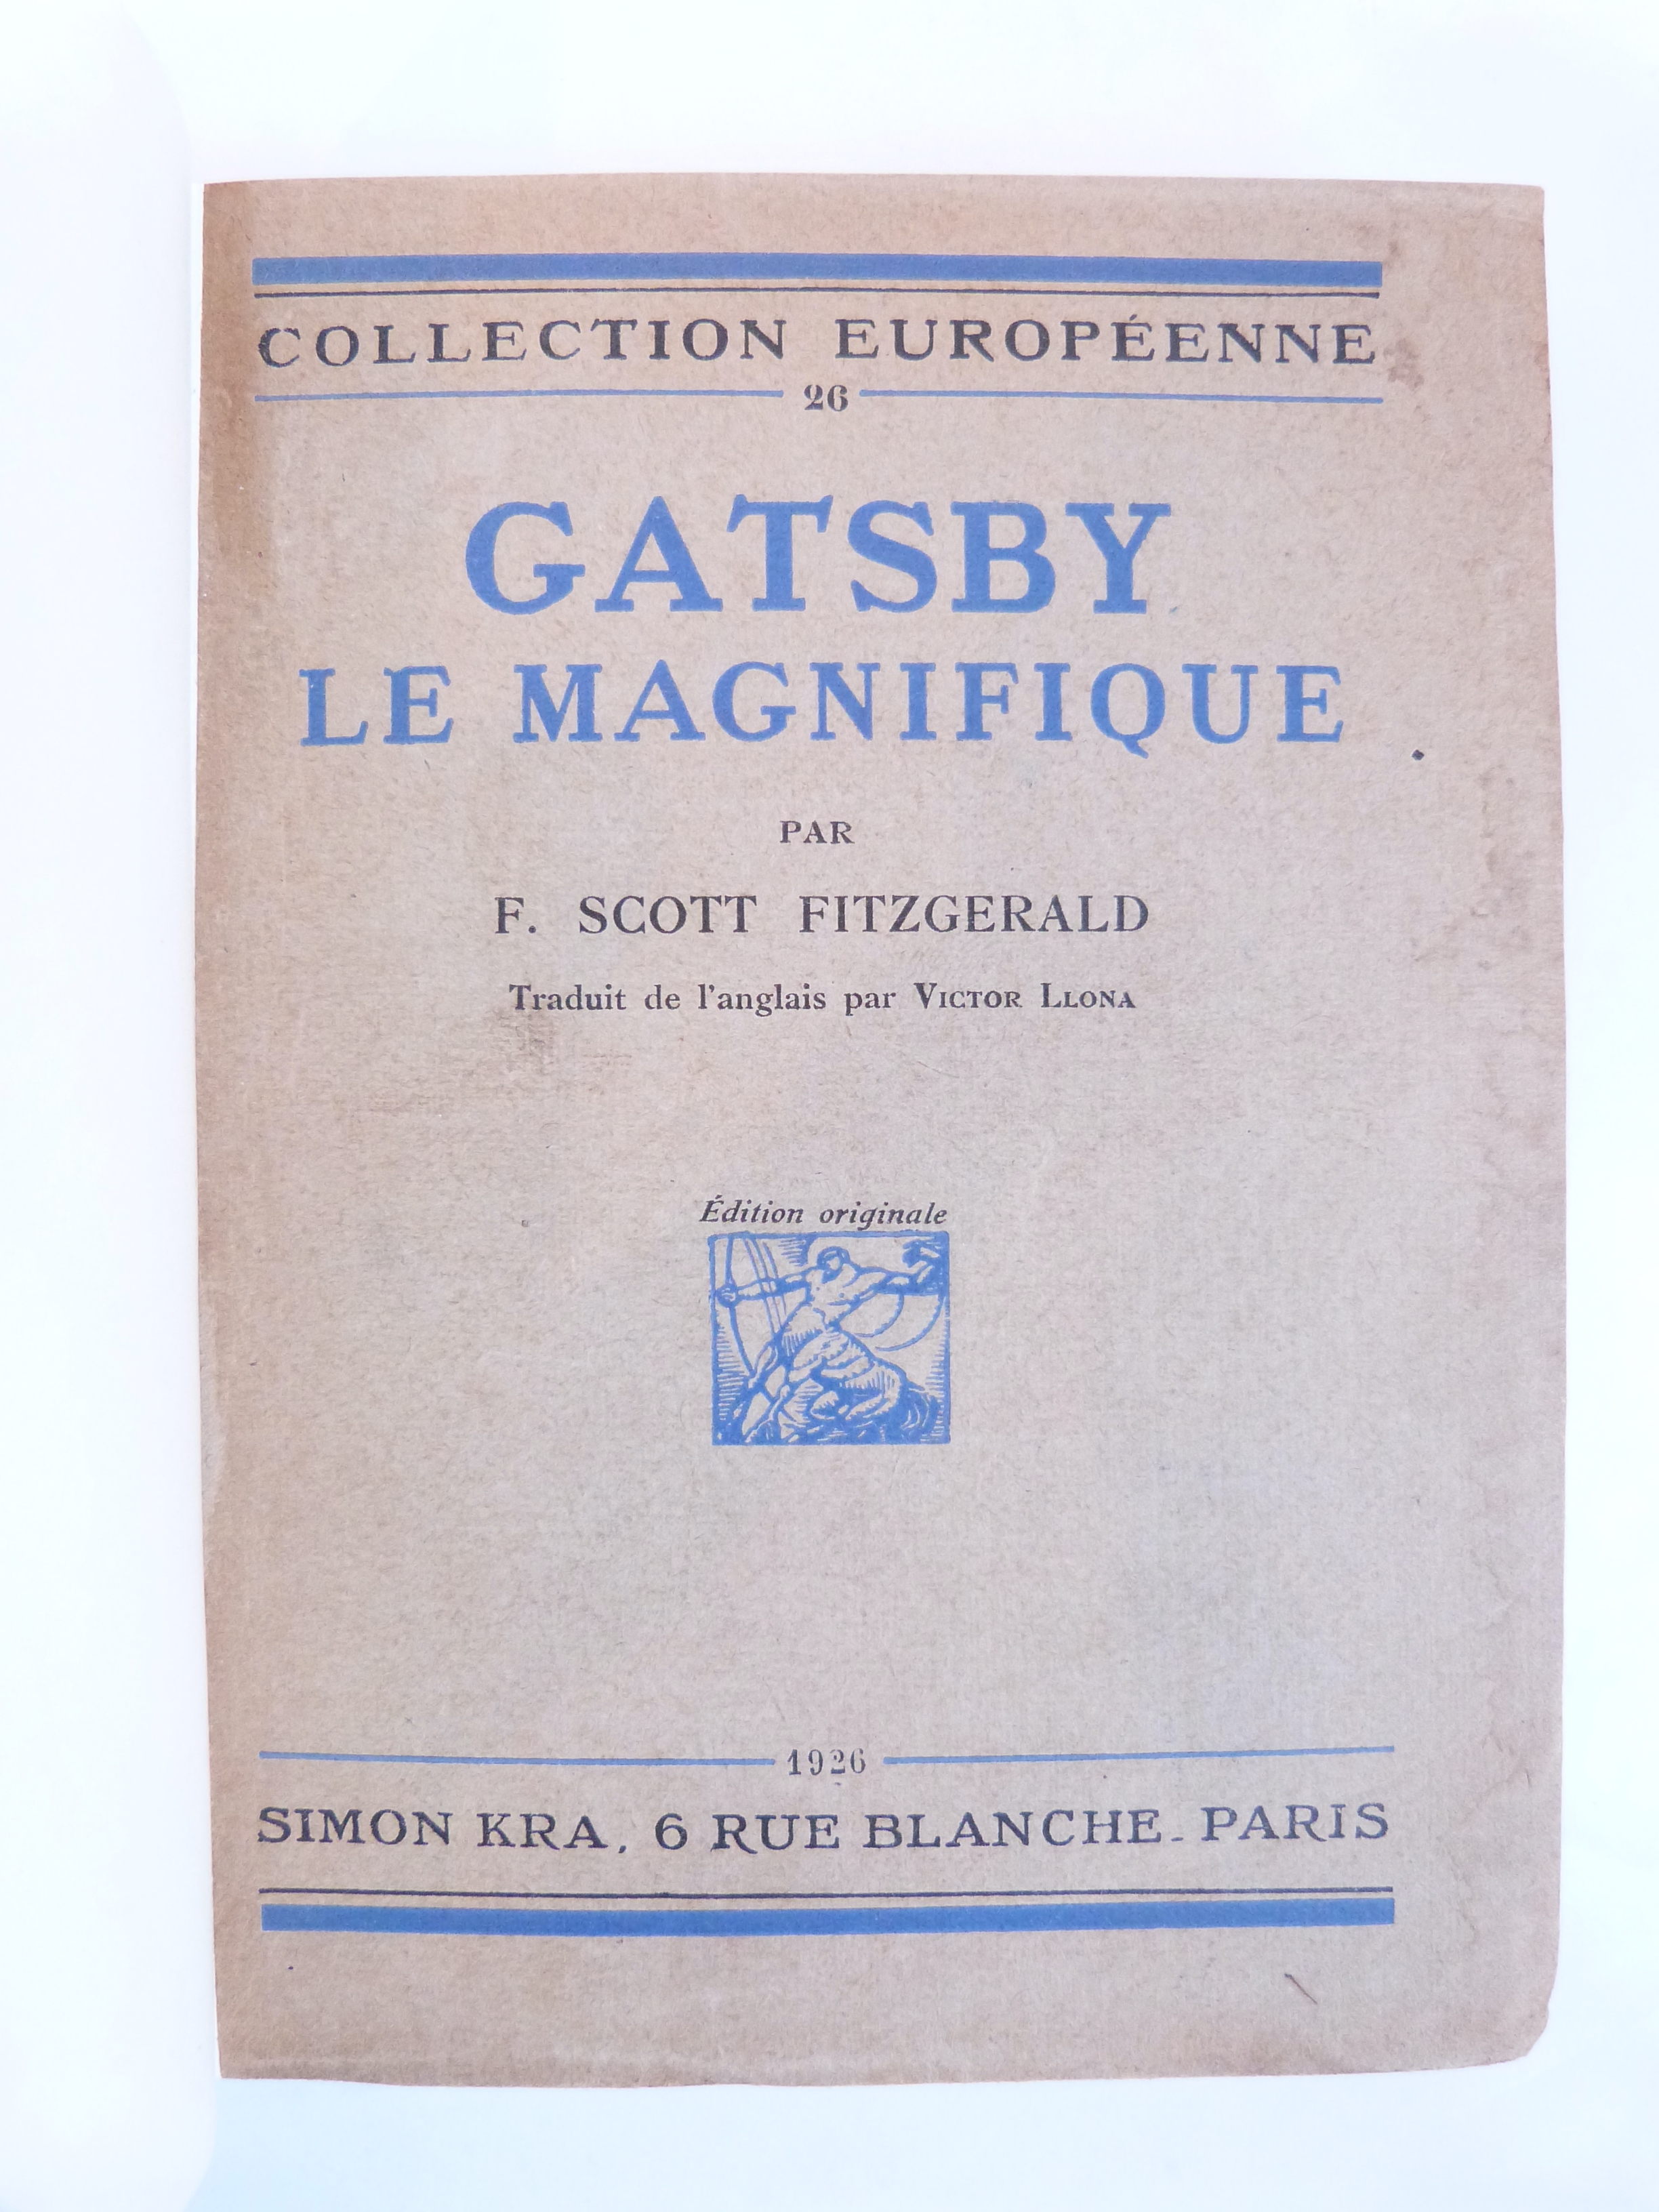 COLLECTION EUROPÉENNE
26
GATSBY
LE MAGNIFIQUE
PAR
F. SCOTT FITZGERALD
Traduit de l'anglais par VICTOR LLONA
Édition originale
1926
SIMON KRA, 6 RUE BLANCHE - PARIS